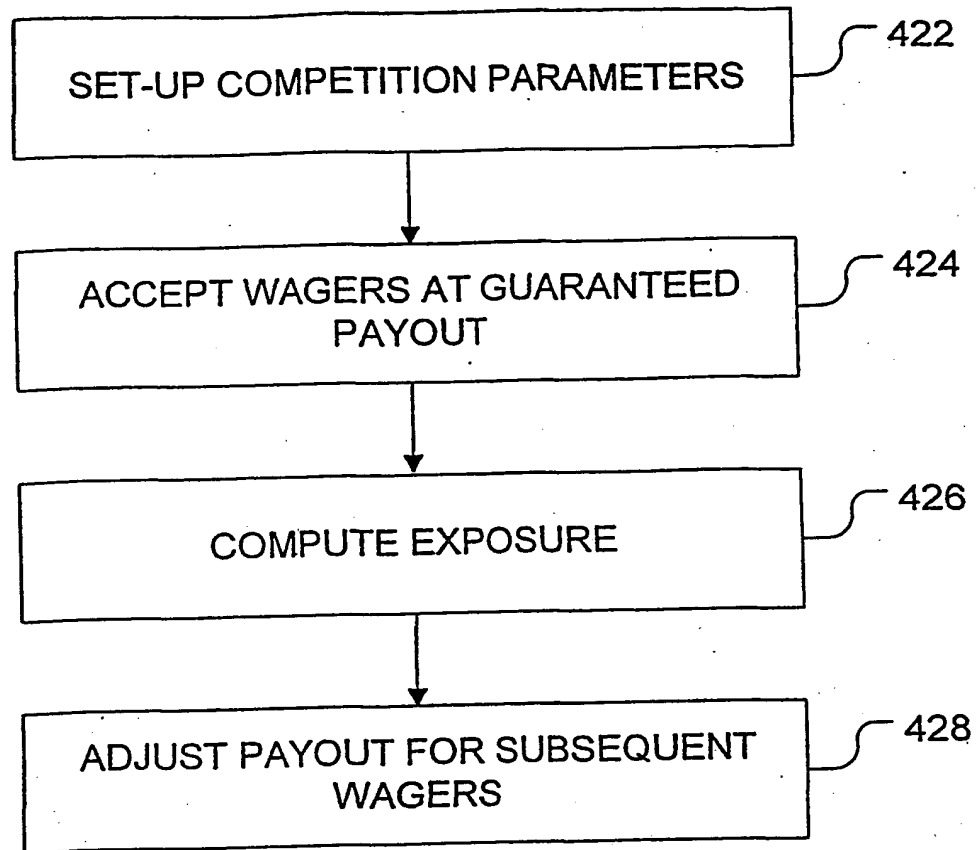 SET-UP COMPETITION PARAMETERS
422
ACCEPT WAGERS AT GUARANTEED
PAYOUT
424
COMPUTE EXPOSURE
426
ADJUST PAYOUT FOR SUBSEQUENT
WAGERS
428